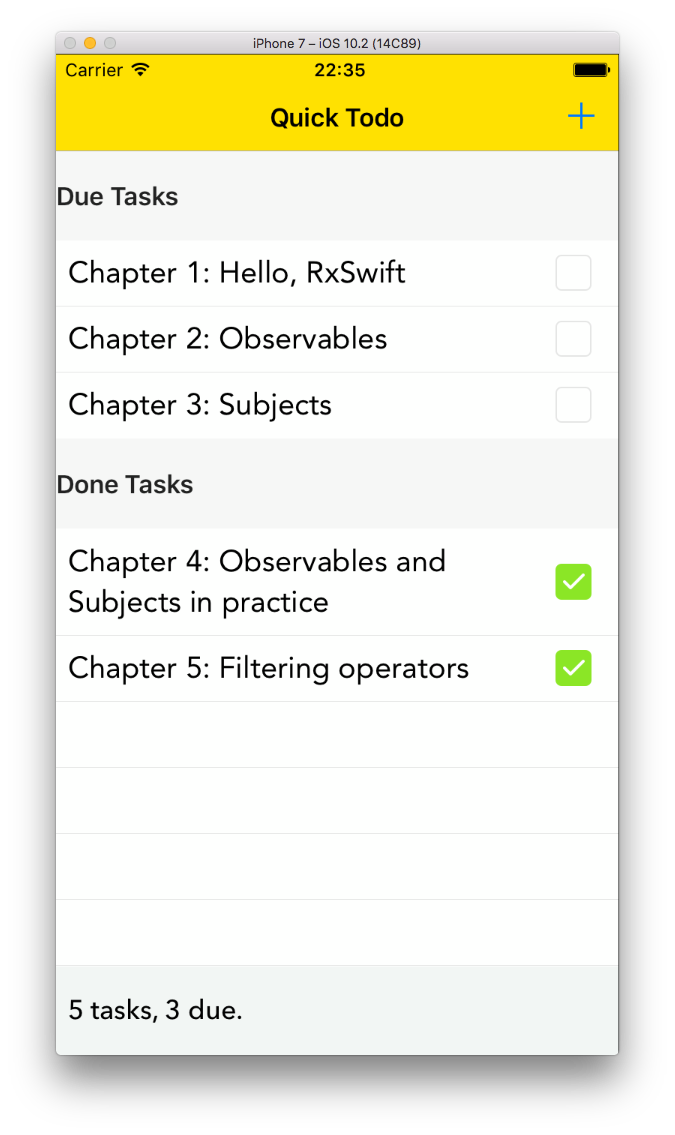 iPhone 7 – iOS 10.2 (14C89)
Carrier 22:35
Quick Todo
Due Tasks
Chapter 1: Hello, RxSwift
Chapter 2: Observables
Chapter 3: Subjects
Done Tasks
Chapter 4: Observables and
Subjects in practice
Chapter 5: Filtering operators
5 tasks, 3 due.